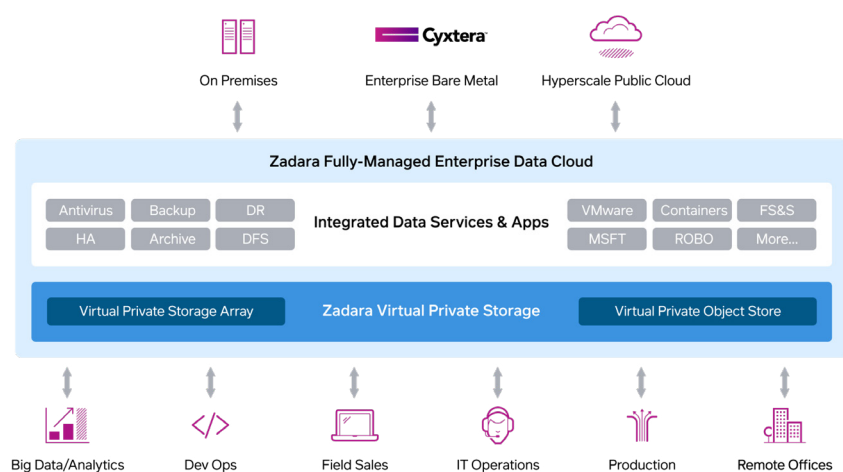 Cyxtera
On Premises
Enterprise Bare Metal
Hyperscale Public Cloud
Zadara Fully-Managed Enterprise Data Cloud
Antivirus
Backup
DR
HA
Archive
DFS
Integrated Data Services & Apps
VMware
Containers
FS&S
MSFT
ROBO
More...
Virtual Private Storage Array
Zadara Virtual Private Storage
Virtual Private Object Store
</>
Big Data/Analytics
Dev Ops
Field Sales
IT Operations
Production
Remote Offices